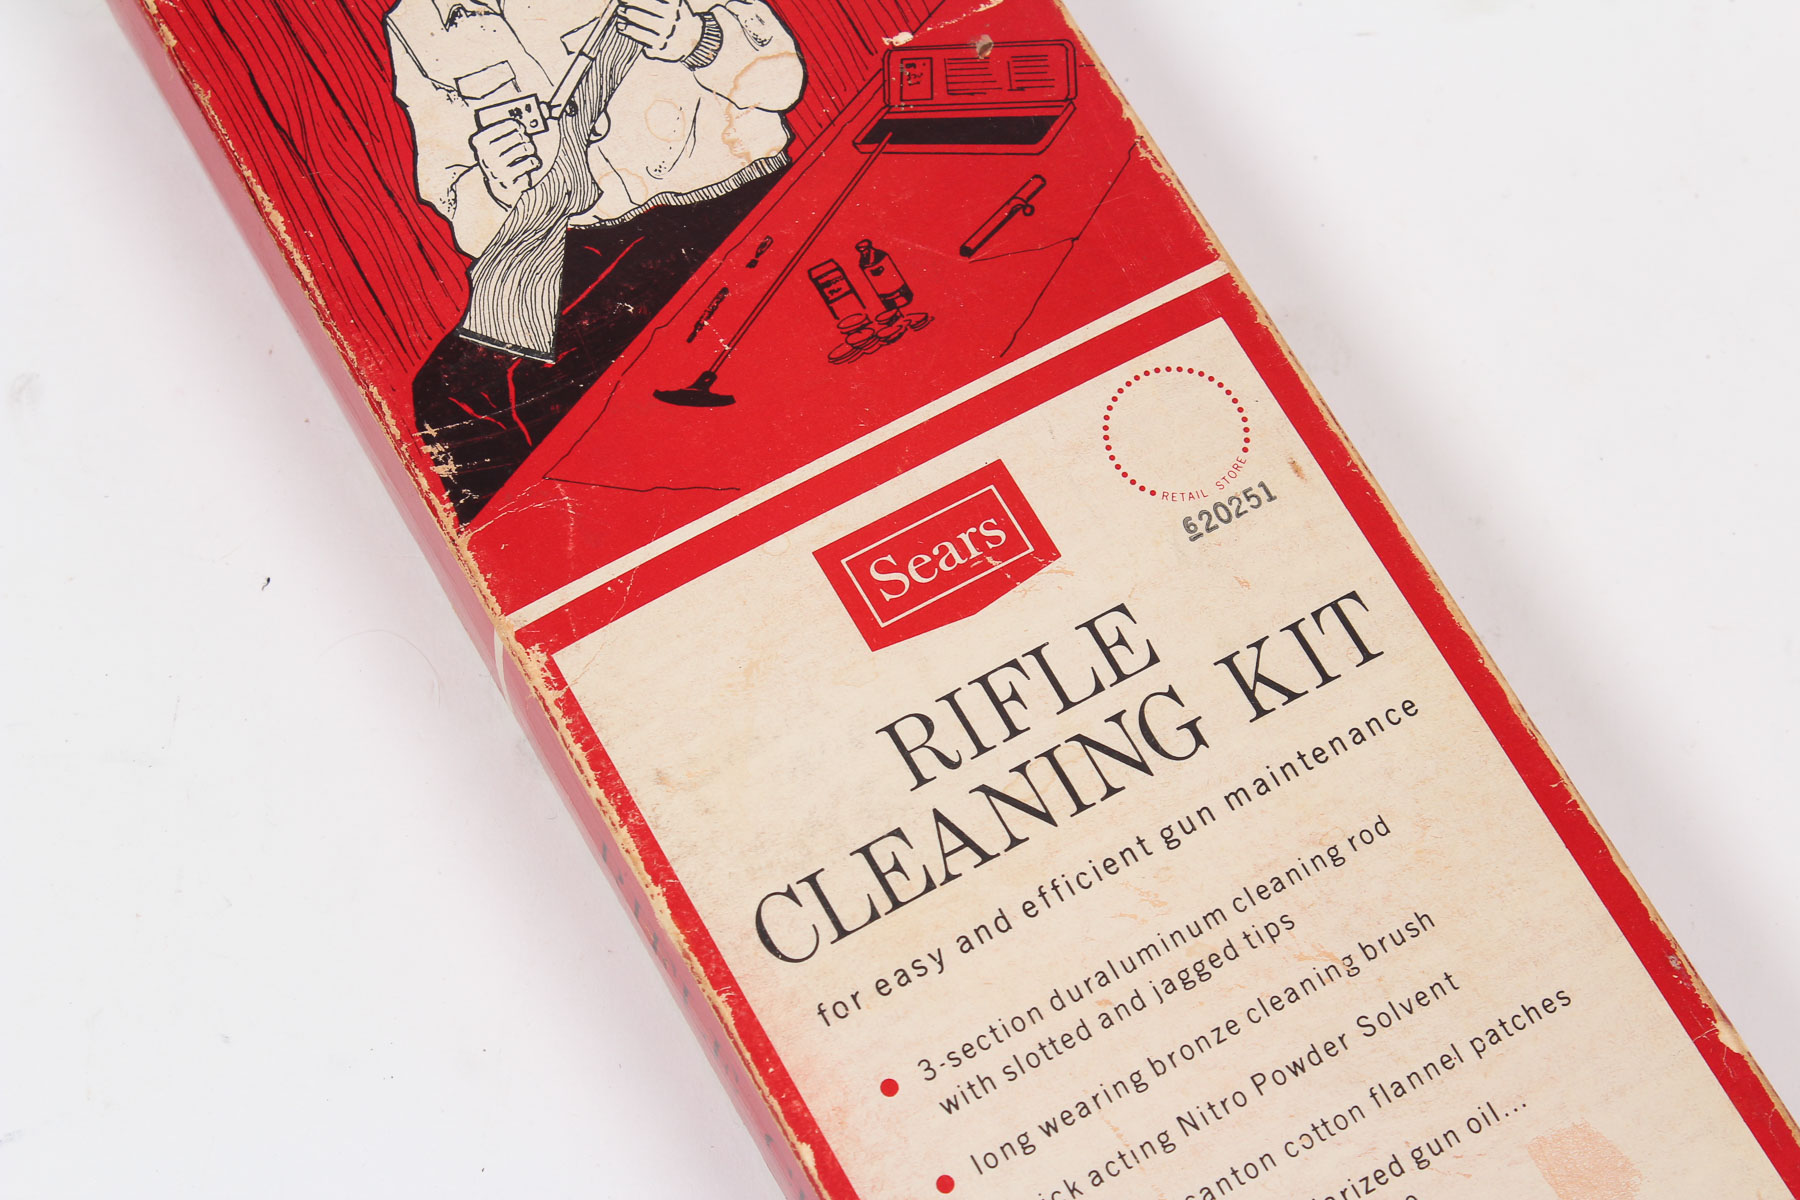 RETAIL STORE
620251
Sears
RIFLE
CLEANING KIT
for easy and efficient gun maintenance
3-section duraluminum cleaning rod
with slotted and jagged tips
long wearing bronze cleaning brush
acting Nitro Powder Solvent
canton cotton flannel patches
gun oil...